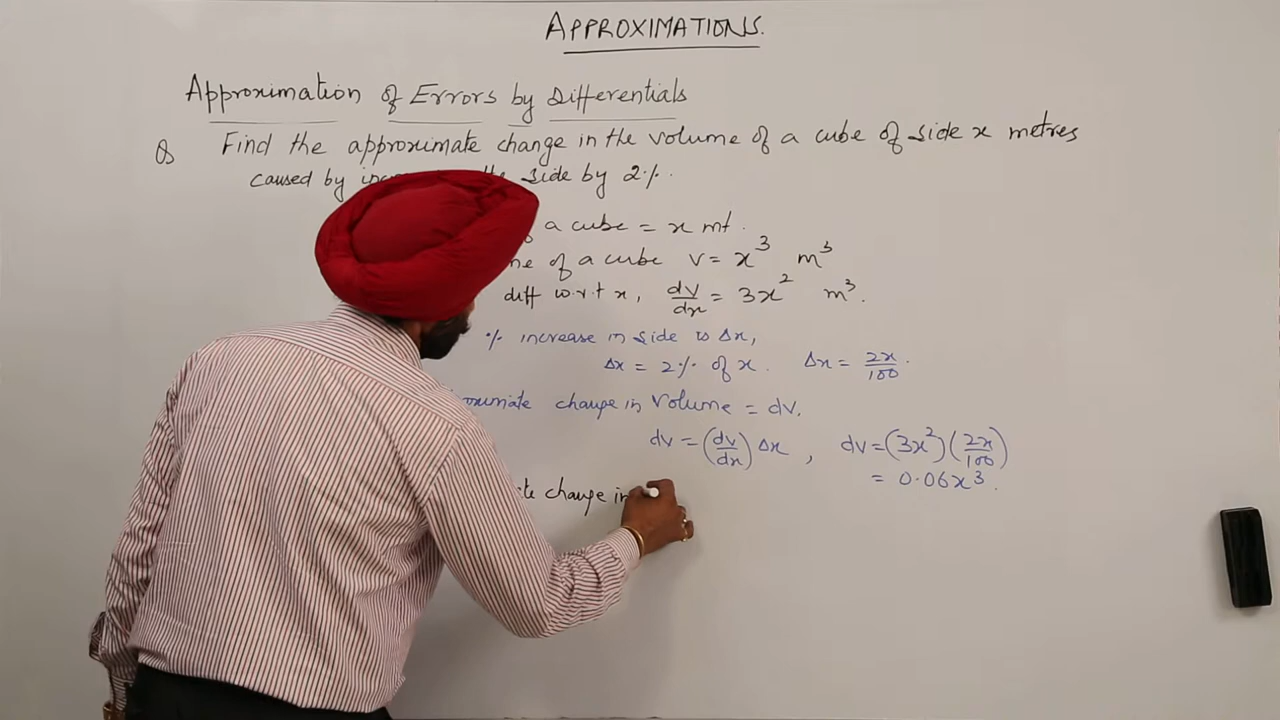 APPROXIMATIONS.
Approximation of Errors by Differentials
Q Find the approximate change in the volume of a cube of side x metres
caused by the side by 2%.
a cube = x mt.
of a cube v = x³ m³
diff w.r.t x, dv/dx = 3x² m³.
% increase in side is Δx,
Δx = 2% of x. Δx = 2x/100.
change in Volume = dv.
dv = (dv/dx) Δx , dv = (3x²)(2x/100)
= 0.06x³.
change in